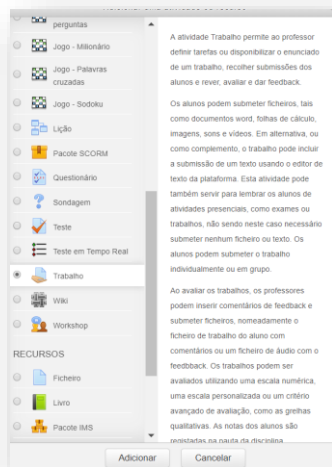 perguntas
Jogo - Milionário
Jogo - Palavras
cruzadas
Jogo - Sodoku
Lição
Pacote SCORM
Questionário
Sondagem
Teste
Teste em Tempo Real
Trabalho
Wiki
Workshop
RECURSOS
Ficheiro
Livro
Pacote IMS
A atividade Trabalho permite ao professor
definir tarefas ou disponibilizar o enunciado
de um trabalho, recolher submissões dos
alunos e rever, avaliar e dar feedback.
Os alunos podem submeter ficheiros, tais
como documentos word, folhas de cálculo,
imagens, sons e vídeos. Em alternativa, ou
como complemento, o trabalho pode incluir
a submissão de um texto usando o editor de
texto da plataforma. Esta atividade pode
também servir para lembrar os alunos de
atividades presenciais, como exames ou
trabalhos, não sendo neste caso necessário
submeter nenhum ficheiro ou texto. Os
alunos podem submeter o trabalho
individualmente ou em grupo.
Ao avaliar os trabalhos, os professores
podem inserir comentários de feedback e
submeter ficheiros, nomeadamente o
ficheiro de trabalho do aluno com
comentários ou um ficheiro de áudio com o
feedbback. Os trabalhos podem ser
avaliados utilizando uma escala numérica,
uma escala personalizada ou um critério
avançado de avaliação, como as grelhas
qualitativas. As notas dos alunos são
registadas na pauta da disciplina
Adicionar
Cancelar